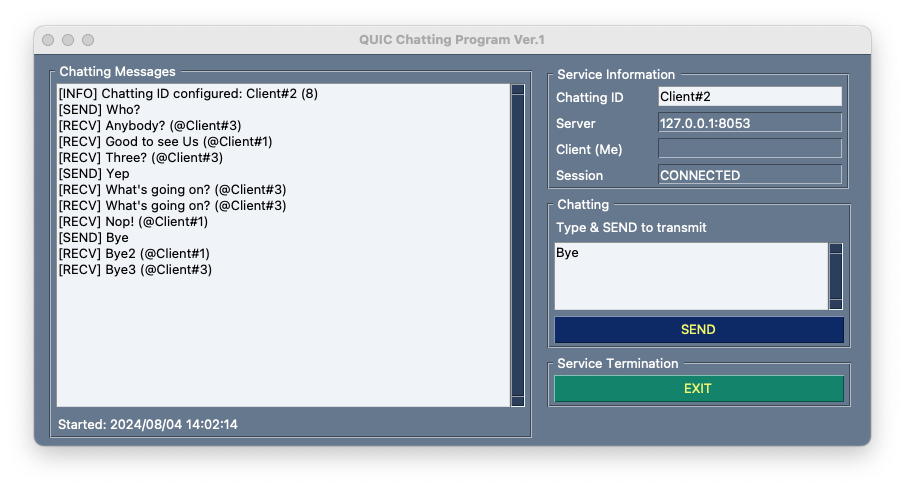 QUIC Chatting Program Ver.1
Chatting Messages
[INFO] Chatting ID configured: Client#2 (8)
[SEND] Who?
[RECV] Anybody? (@Client#3)
[RECV] Good to see Us (@Client#1)
[RECV] Three? (@Client#3)
[SEND] Yep
[RECV] What's going on? (@Client#3)
[RECV] What's going on? (@Client#3)
[RECV] Nop! (@Client#1)
[SEND] Bye
[RECV] Bye2 (@Client#1)
[RECV] Bye3 (@Client#3)
Started: 2024/08/04 14:02:14
Service Information
Chatting ID Client#2
Server 127.0.0.1:8053
Client (Me)
Session CONNECTED
Chatting
Type & SEND to transmit
Bye
SEND
Service Termination
EXIT